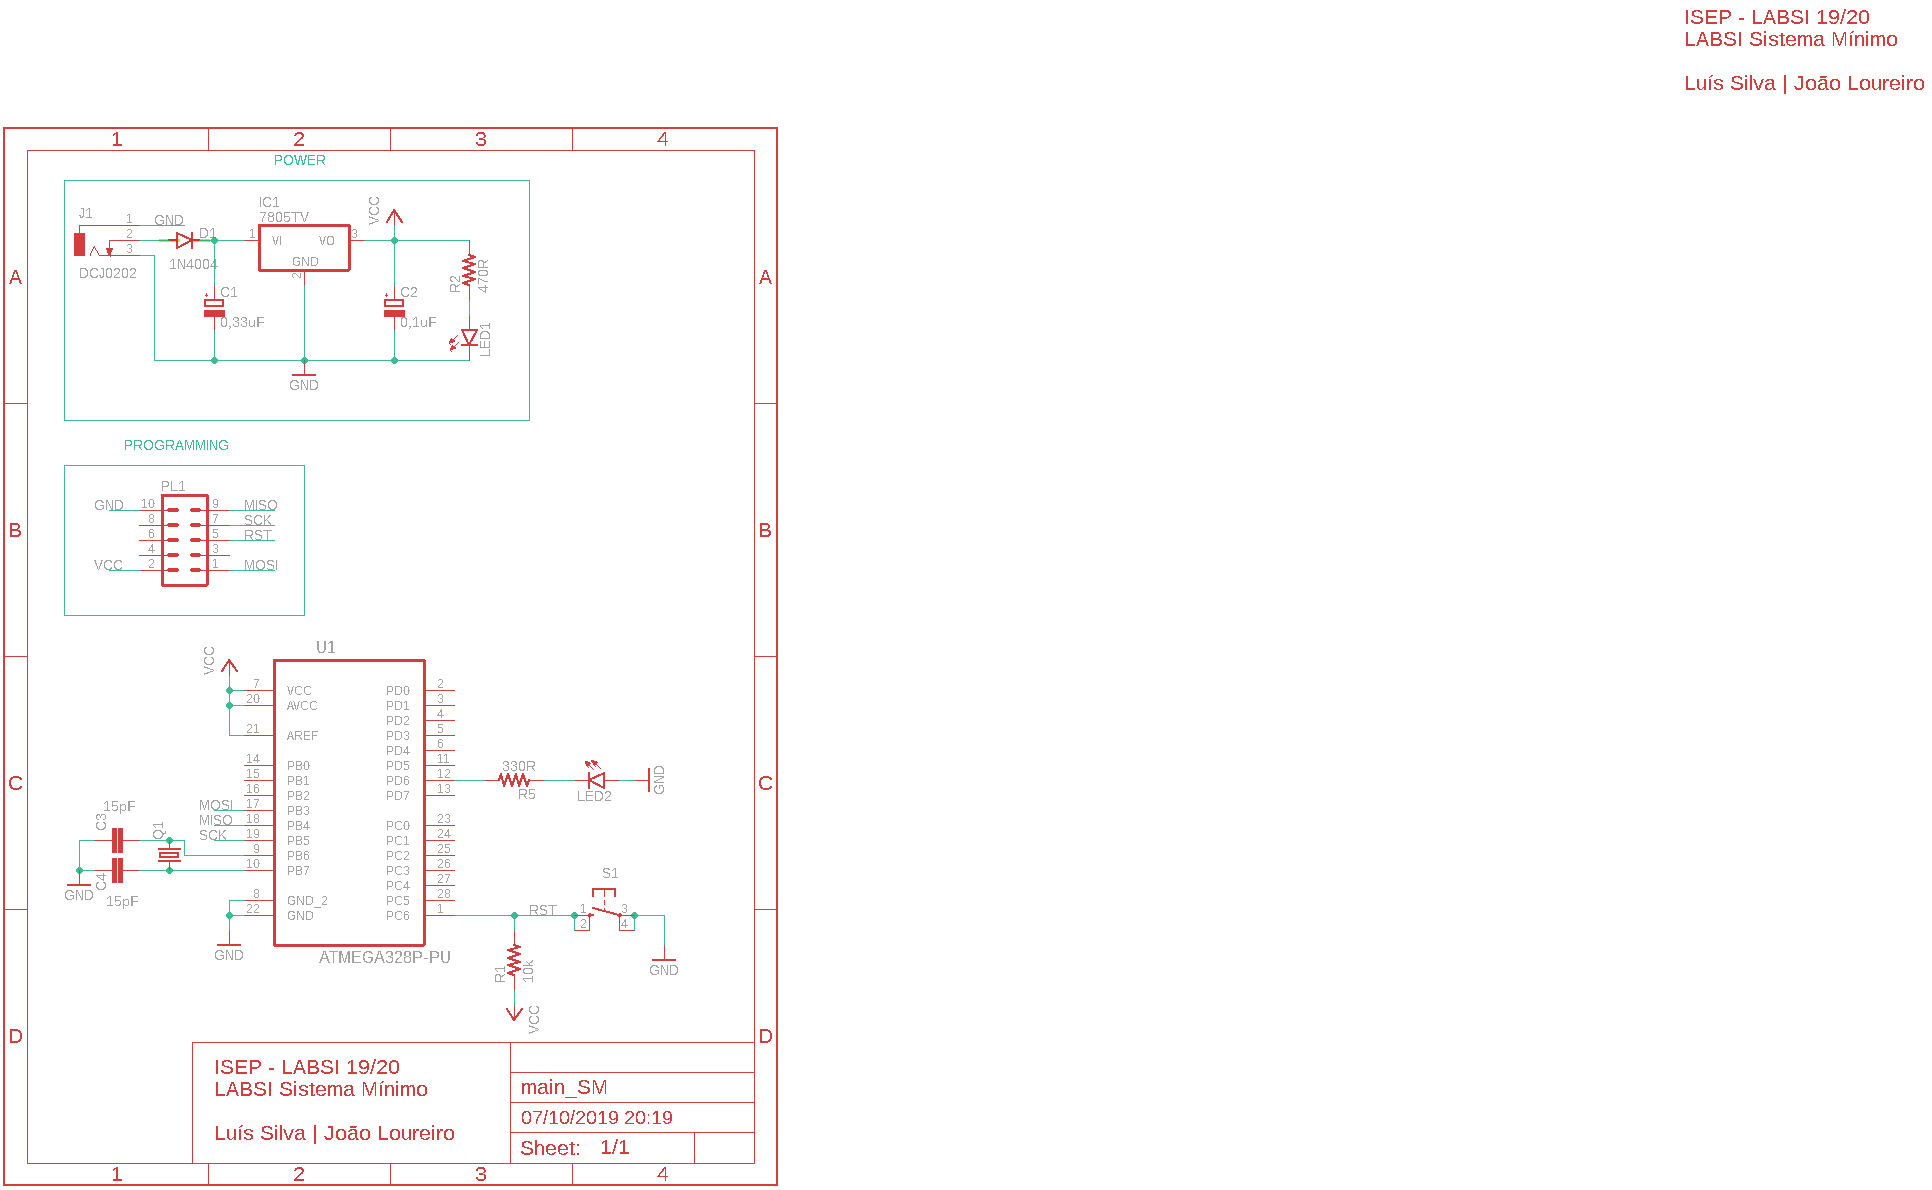 ISEP - LABSI 19/20
LABSI Sistema Mínimo
Luís Silva | João Loureiro
1 2 3 4
POWER
J1
1 GND
2
3
DCJ0202
D1
1N4004
IC1
7805TV
1 VI VO 3
GND
2
VCC
C1
0,33uF
C2
0,1uF
R2
470R
LED1
GND
A A
PROGRAMMING
PL1
GND 10 9 MISO
8 7 SCK
6 5 RST
4 3
VCC 2 1 MOSI
B B
U1
VCC
7 VCC PD0 2
20 AVCC PD1 3
PD2 4
21 AREF PD3 5
PD4 6
14 PB0 PD5 11
15 PB1 PD6 12
16 PB2 PD7 13
MOSI 17 PB3
MISO 18 PB4 PC0 23
SCK 19 PB5 PC1 24
9 PB6 PC2 25
10 PB7 PC3 26
PC4 27
8 GND_2 PC5 28
22 GND PC6 1
GND
ATMEGA328P-PU
330R
R5
LED2
GND
C C
15pF
C3
Q1
C4
15pF
GND
RST
S1
1 3
2 4
GND
R1
10k
VCC
D D
ISEP - LABSI 19/20
LABSI Sistema Mínimo
Luís Silva | João Loureiro
main_SM
07/10/2019 20:19
Sheet: 1/1
1 2 3 4